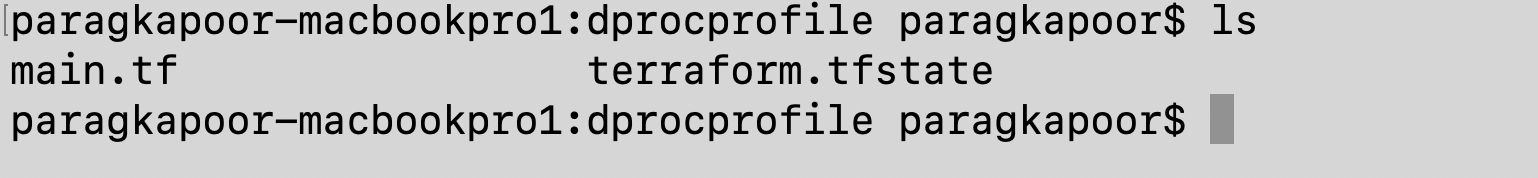 paragkapoor-macbookpro1:dprocprofile paragkapoor$ ls
main.tf terraform.tfstate
paragkapoor-macbookpro1:dprocprofile paragkapoor$